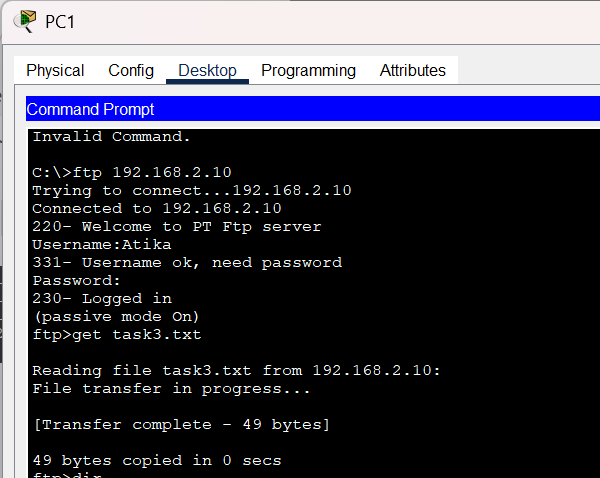 PC1
Physical Config Desktop Programming Attributes
Command Prompt
Invalid Command.
C:\>ftp 192.168.2.10
Trying to connect...192.168.2.10
Connected to 192.168.2.10
220- Welcome to PT Ftp server
Username:Atika
331- Username ok, need password
Password:
230- Logged in
(passive mode On)
ftp>get task3.txt
Reading file task3.txt from 192.168.2.10:
File transfer in progress...
[Transfer complete - 49 bytes]
49 bytes copied in 0 secs
ftp>dir